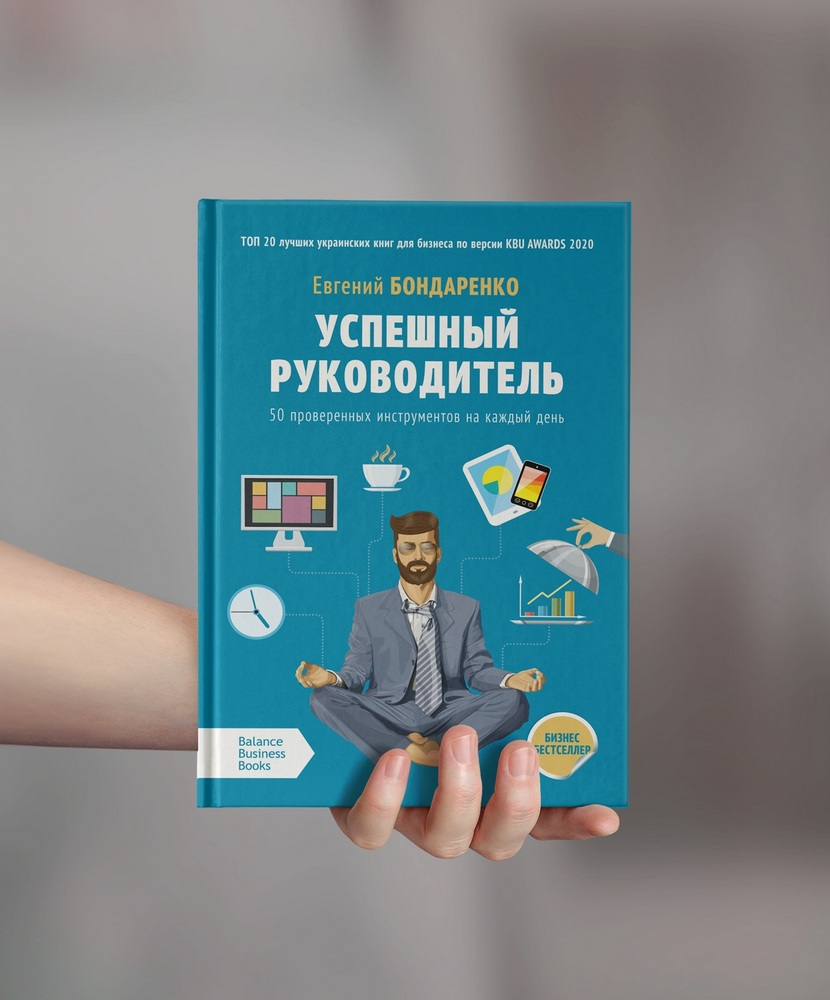 ТОП 20 лучших украинских книг для бизнеса по версии KBU AWARDS 2020
Евгений БОНДАРЕНКО
УСПЕШНЫЙ
РУКОВОДИТЕЛЬ
50 проверенных инструментов на каждый день
БИЗНЕС
БЕСТСЕЛЛЕР
Balance
Business
Books